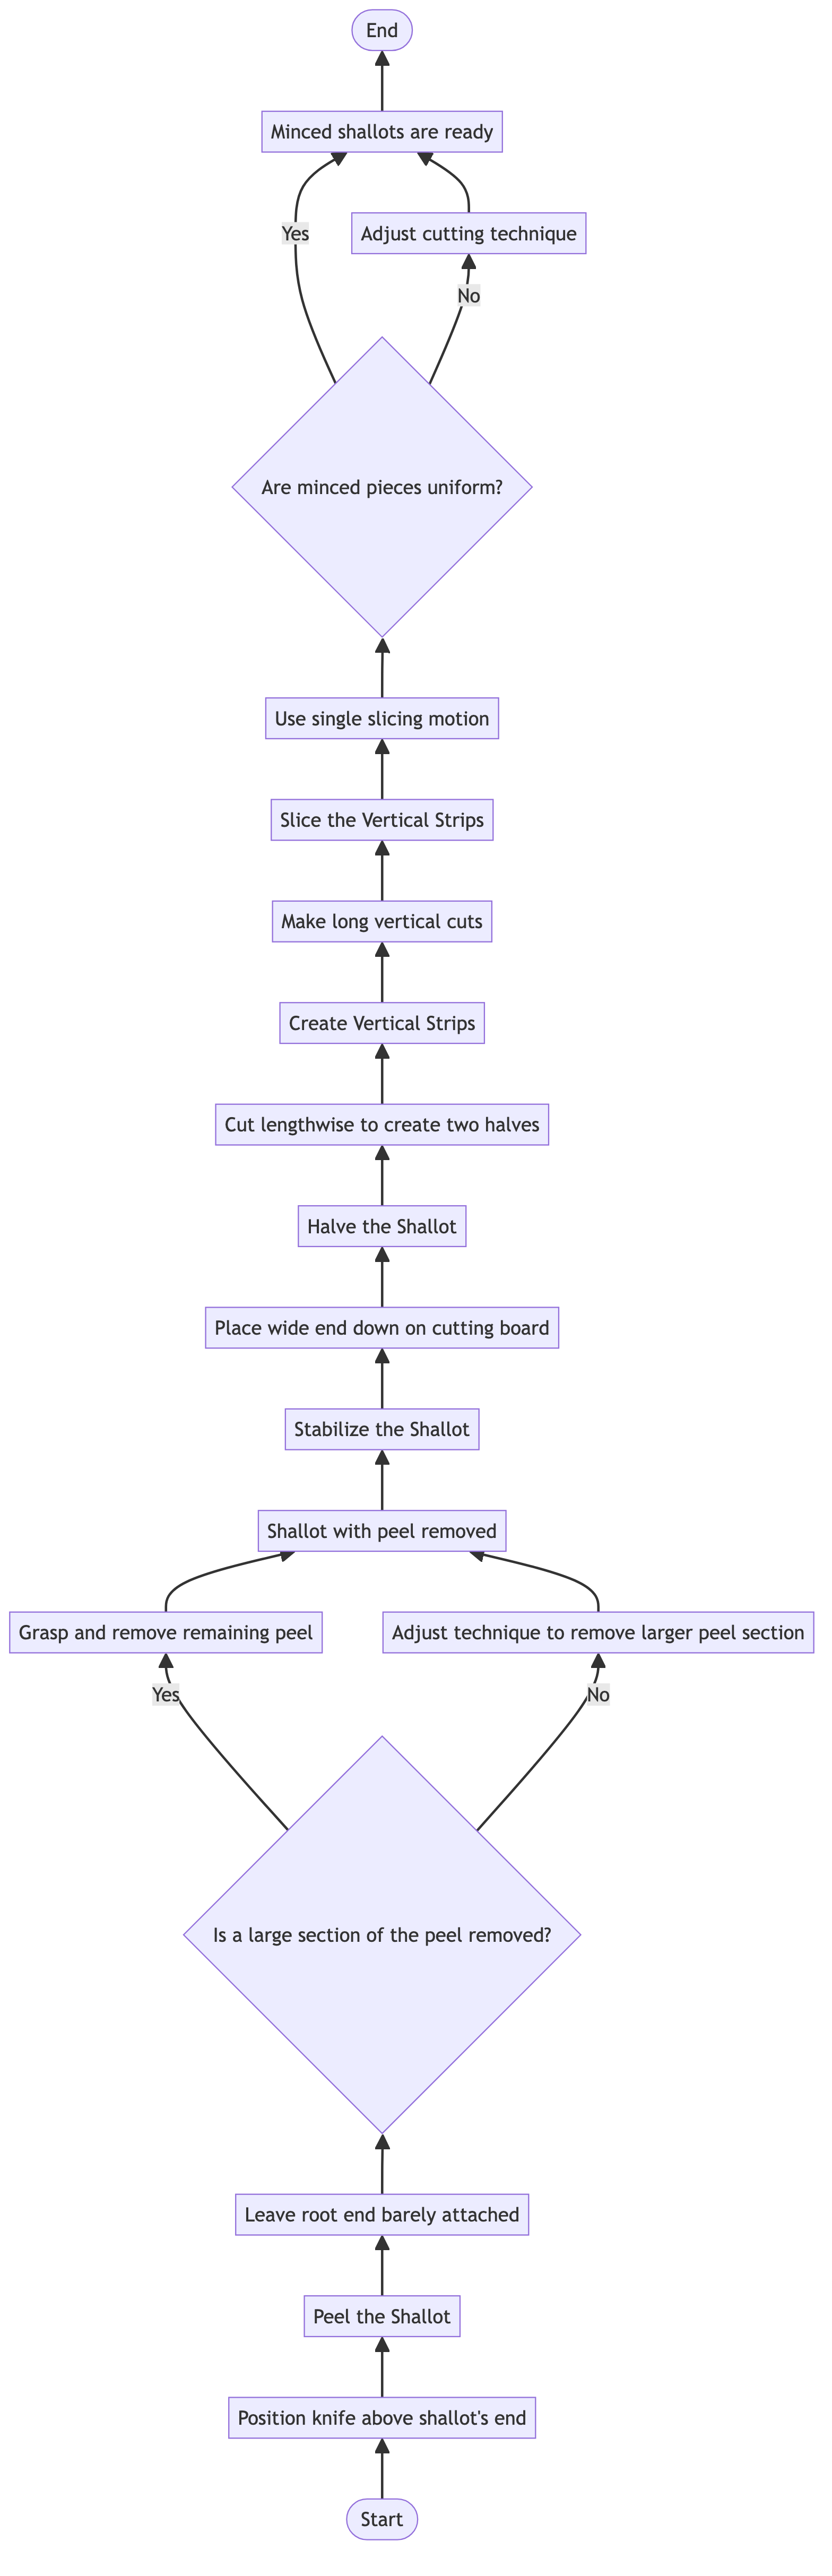 End
Minced shallots are ready
Adjust cutting technique
Yes
No
Are minced pieces uniform?
Use single slicing motion
Slice the Vertical Strips
Make long vertical cuts
Create Vertical Strips
Cut lengthwise to create two halves
Halve the Shallot
Place wide end down on cutting board
Stabilize the Shallot
Shallot with peel removed
Grasp and remove remaining peel
Adjust technique to remove larger peel section
Yes
No
Is a large section of the peel removed?
Leave root end barely attached
Peel the Shallot
Position knife above shallot's end
Start